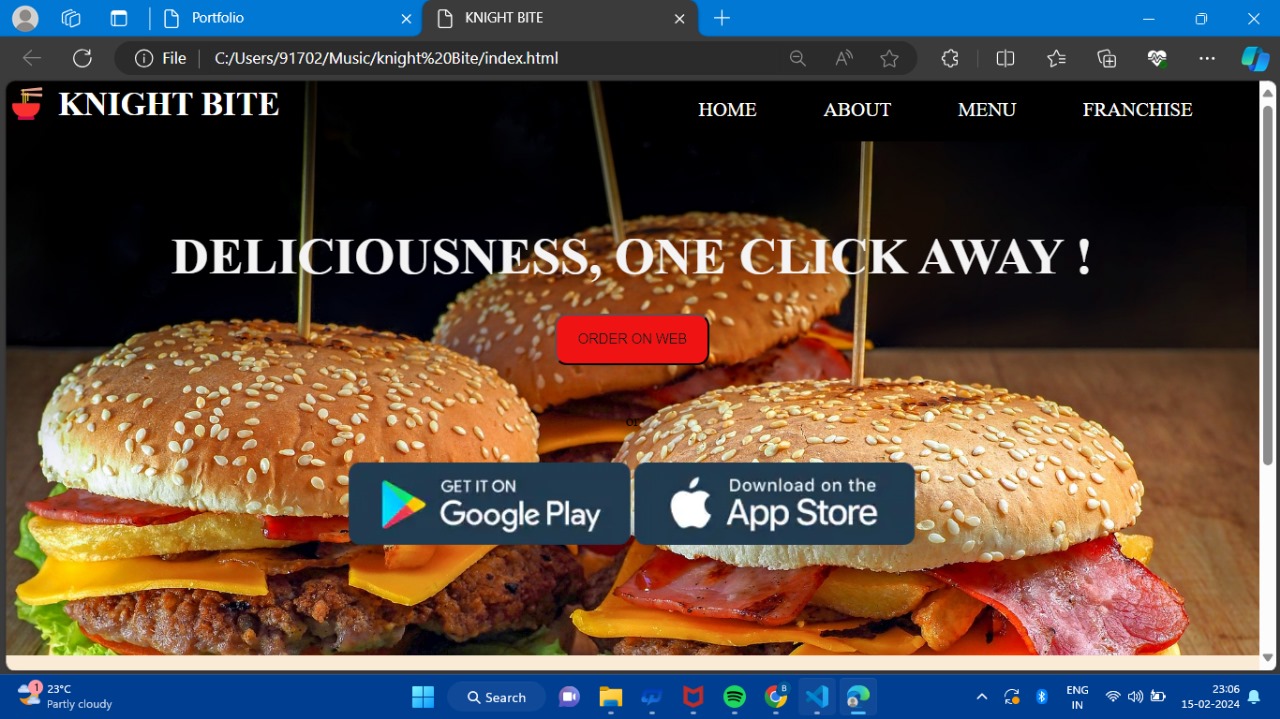 Portfolio
KNIGHT BITE
File
C:/Users/91702/Music/knight%20Bite/index.html
KNIGHT BITE
HOME
ABOUT
MENU
FRANCHISE
DELICIOUSNESS, ONE CLICK AWAY !
ORDER ON WEB
or
GET IT ON
Google Play
Download on the
App Store
1
23°C
Partly cloudy
Search
B
ENG
IN
23:06
15-02-2024